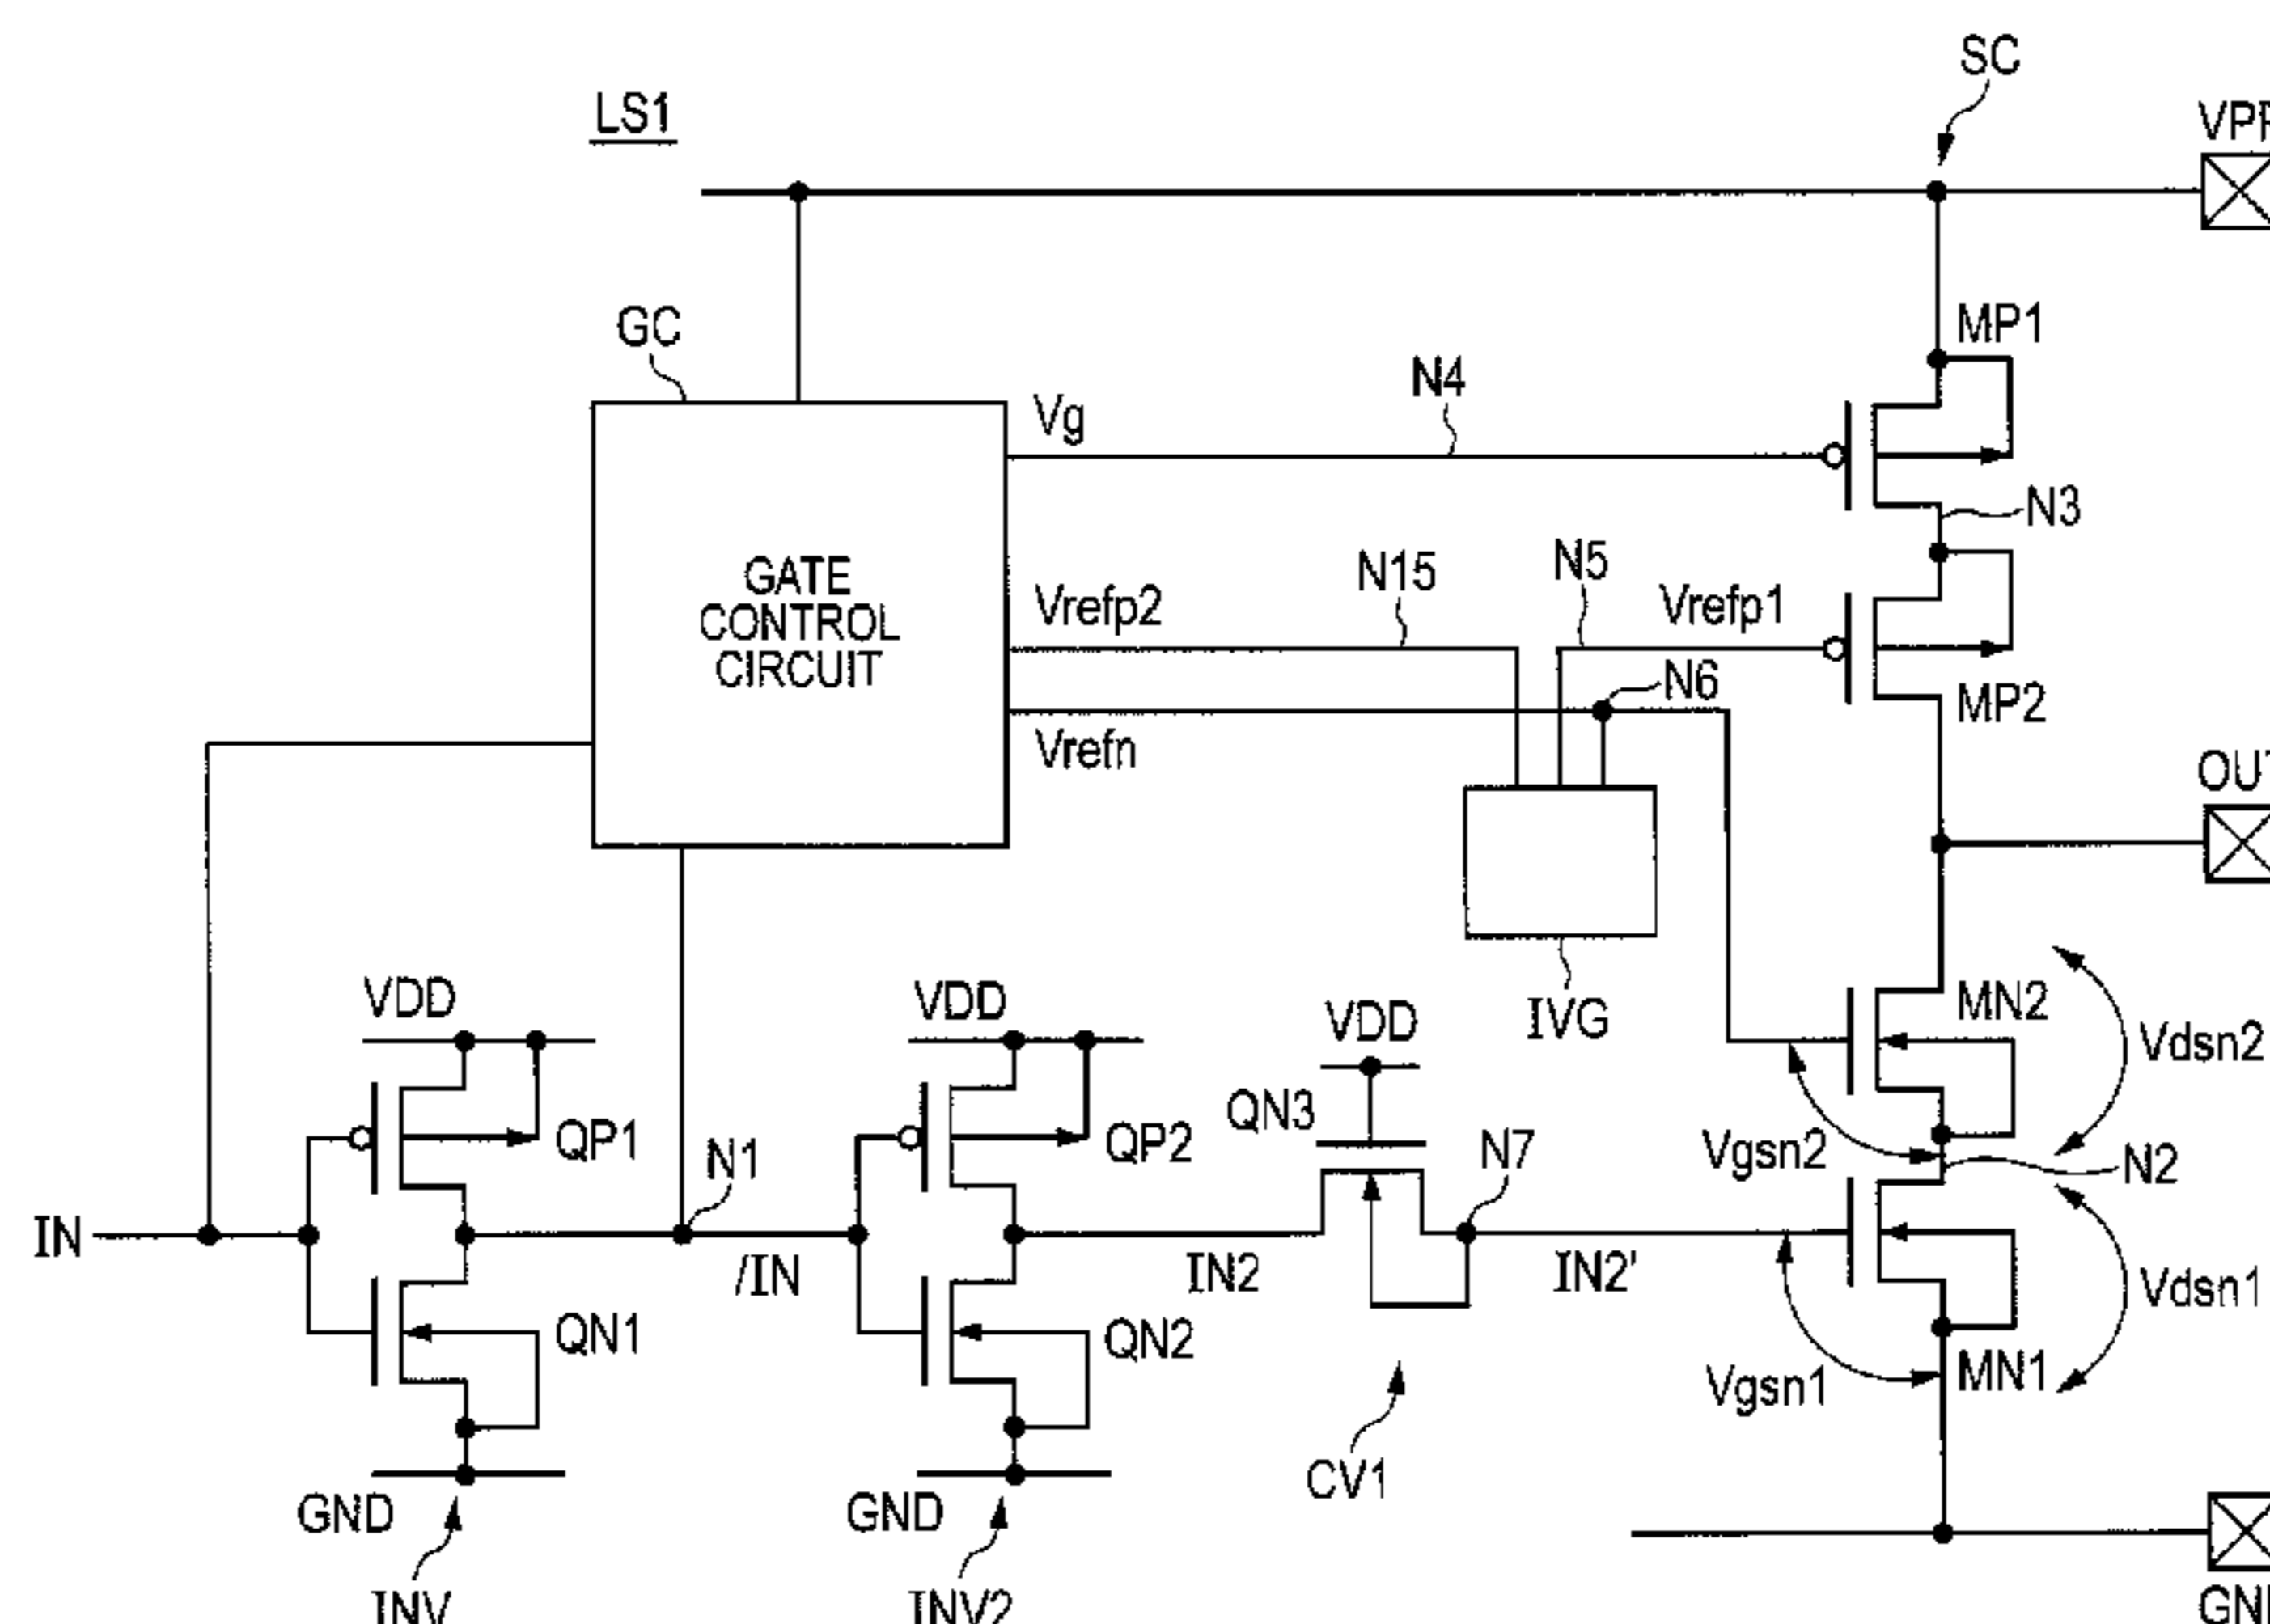 SC
LS1
MP1
GC
N4
Vg
N3
GATE
CONTROL
CIRCUIT
N15
N5
Vrefp2
Vrefp1
N6
MP2
Vrefn
VDD
VDD
VDD
IVG
MN2
Vdsn2
QN3
QP1
QP2
N1
N7
Vgsn2
N2
IN
/IN
IN2
IN2'
Vdsn1
QN1
QN2
Vgsn1
MN1
CV1
GND
GND
INV
INV2